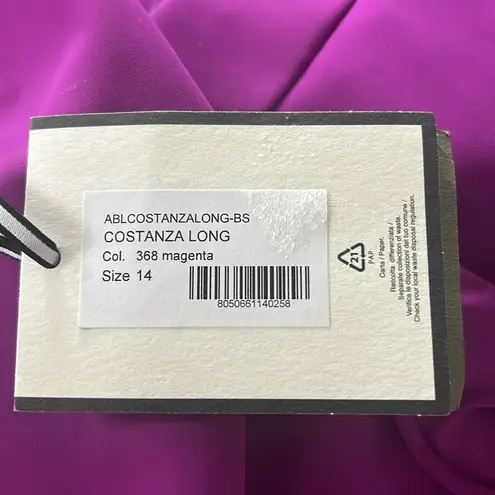 ABLCOSTANZALONG-BS
COSTANZA LONG
Col. 368 magenta
Size 14
8050661140258
21
PAP
Carta / Paper.
Raccolta differenziata /
Separate collection of waste.
Verifica le disposizioni del tuo comune /
Check your local waste disposal regulation.